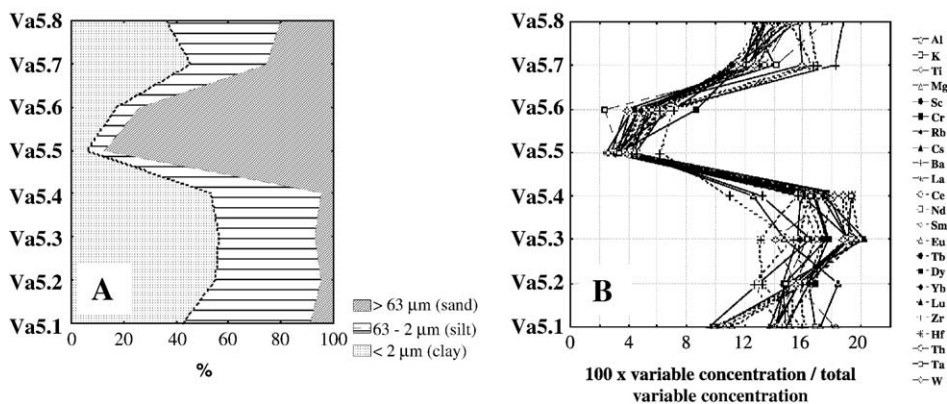 Va5.8
Va5.7
Va5.6
Va5.5
Va5.4
Va5.3
Va5.2
Va5.1
A
0 20 40 60 80 100
%
> 63 µm (sand)
63 - 2 µm (silt)
< 2 µm (clay)
Va5.8
Va5.7
Va5.6
Va5.5
Va5.4
Va5.3
Va5.2
Va5.1
B
0 4 8 12 16 20
100 x variable concentration / total
variable concentration
Al
K
Ti
Mg
Sc
Cr
Rb
Cs
Ba
La
Ce
Nd
Sm
Eu
Tb
Dy
Yb
Lu
Zr
Hf
Th
Ta
W